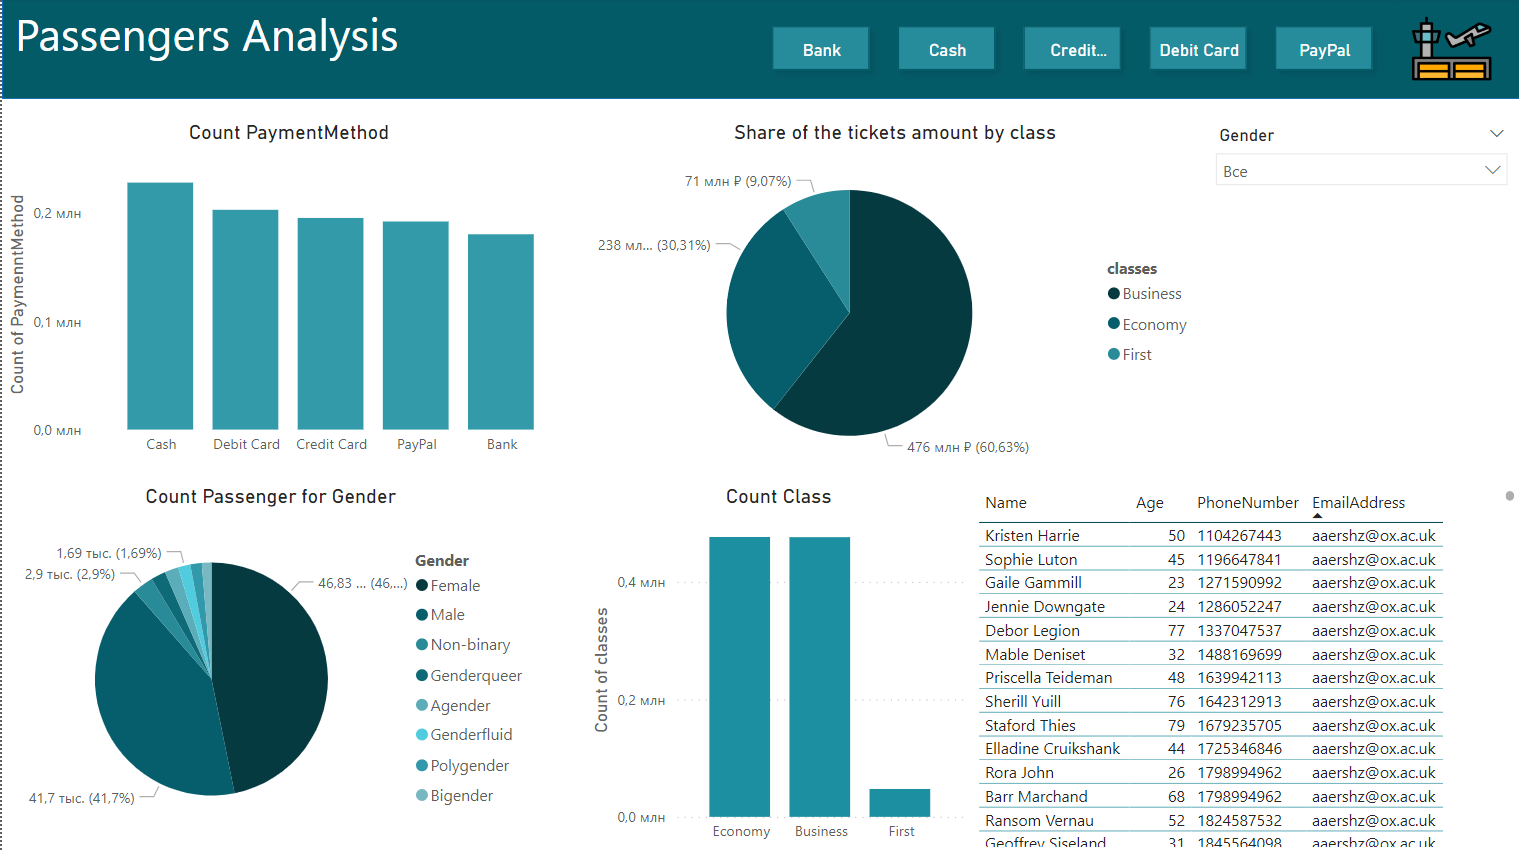 Passengers Analysis
Bank
Cash
Credit...
Debit Card
PayPal
Count PaymentMethod
Count of PaymenntMethod
0,2 млн
0,1 млн
0,0 млн
Cash
Debit Card
Credit Card
PayPal
Bank
Share of the tickets amount by class
71 млн ₽ (9,07%)
238 мл... (30,31%)
476 млн ₽ (60,63%)
classes
Business
Economy
First
Gender
Все
Count Passenger for Gender
1,69 тыс. (1,69%)
2,9 тыс. (2,9%)
46,83 ... (46,...)
41,7 тыс. (41,7%)
Gender
Female
Male
Non-binary
Genderqueer
Agender
Genderfluid
Polygender
Bigender
Count Class
Count of classes
0,4 млн
0,2 млн
0,0 млн
Economy
Business
First
Name Age PhoneNumber EmailAddress
Kristen Harrie 50 1104267443 aaershz@ox.ac.uk
Sophie Luton 45 1196647841 aaershz@ox.ac.uk
Gaile Gammill 23 1271590992 aaershz@ox.ac.uk
Jennie Downgate 24 1286052247 aaershz@ox.ac.uk
Debor Legion 77 1337047537 aaershz@ox.ac.uk
Mable Deniset 32 1488169699 aaershz@ox.ac.uk
Priscella Teideman 48 1639942113 aaershz@ox.ac.uk
Sherill Yuill 76 1642312913 aaershz@ox.ac.uk
Staford Thies 79 1679235705 aaershz@ox.ac.uk
Elladine Cruikshank 44 1725346846 aaershz@ox.ac.uk
Rora John 26 1798994962 aaershz@ox.ac.uk
Barr Marchand 68 1798994962 aaershz@ox.ac.uk
Ransom Vernau 52 1824587532 aaershz@ox.ac.uk
Geoffrey Siseland 31 1845564098 aaershz@ox.ac.uk